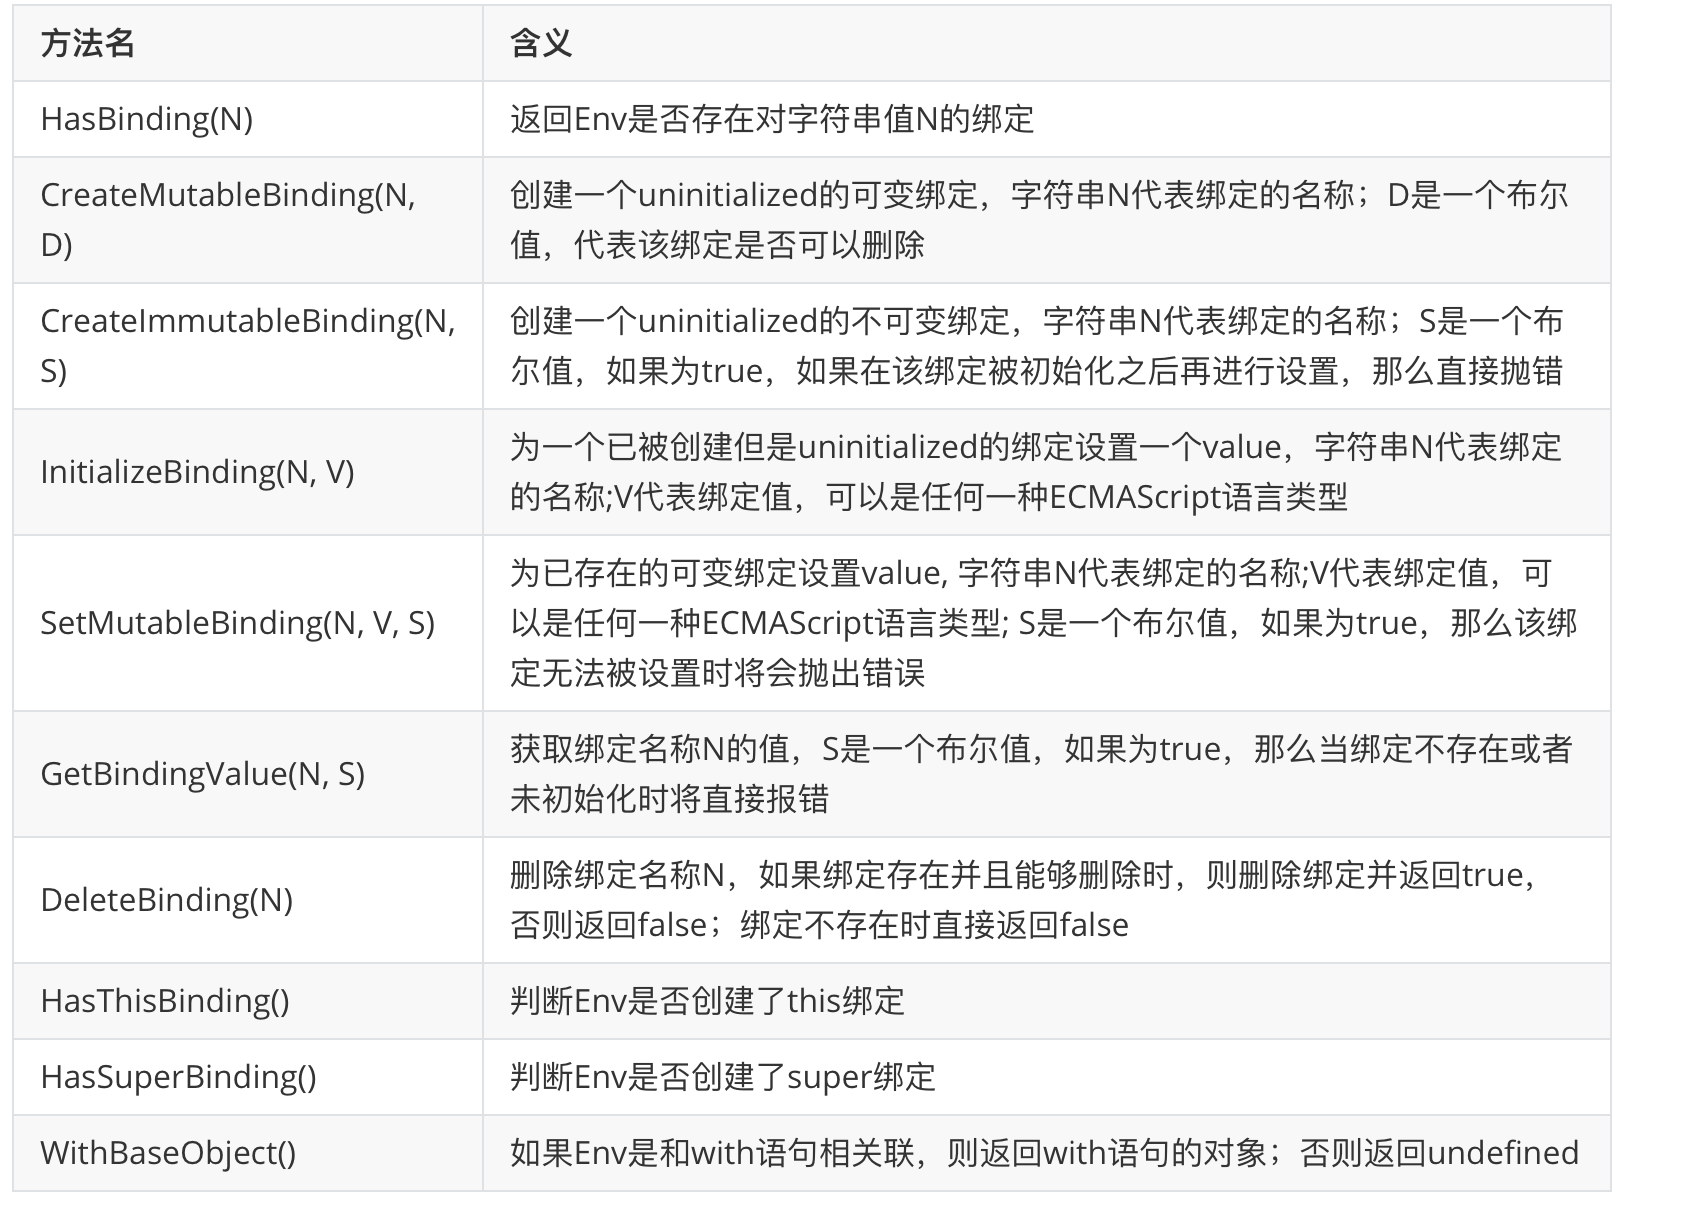 方法名
含义
HasBinding(N)
返回Env是否存在对字符串值N的绑定
CreateMutableBinding(N,
D)
创建一个uninitialized的可变绑定，字符串N代表绑定的名称；D是一个布尔
值，代表该绑定是否可以删除
CreateImmutableBinding(N,
S)
创建一个uninitialized的不可变绑定，字符串N代表绑定的名称；S是一个布
尔值，如果为true，如果在该绑定被初始化之后再进行设置，那么直接抛错
InitializeBinding(N, V)
为一个已被创建但是uninitialized的绑定设置一个value，字符串N代表绑定
的名称;V代表绑定值，可以是任何一种ECMAScript语言类型
SetMutableBinding(N, V, S)
为已存在的可变绑定设置value, 字符串N代表绑定的名称;V代表绑定值，可
以是任何一种ECMAScript语言类型; S是一个布尔值，如果为true，那么该绑
定无法被设置时将会抛出错误
GetBindingValue(N, S)
获取绑定名称N的值，S是一个布尔值，如果为true，那么当绑定不存在或者
未初始化时将直接报错
DeleteBinding(N)
删除绑定名称N，如果绑定存在并且能够删除时，则删除绑定并返回true，
否则返回false；绑定不存在时直接返回false
HasThisBinding()
判断Env是否创建了this绑定
HasSuperBinding()
判断Env是否创建了super绑定
WithBaseObject()
如果Env是和with语句相关联，则返回with语句的对象；否则返回undefined